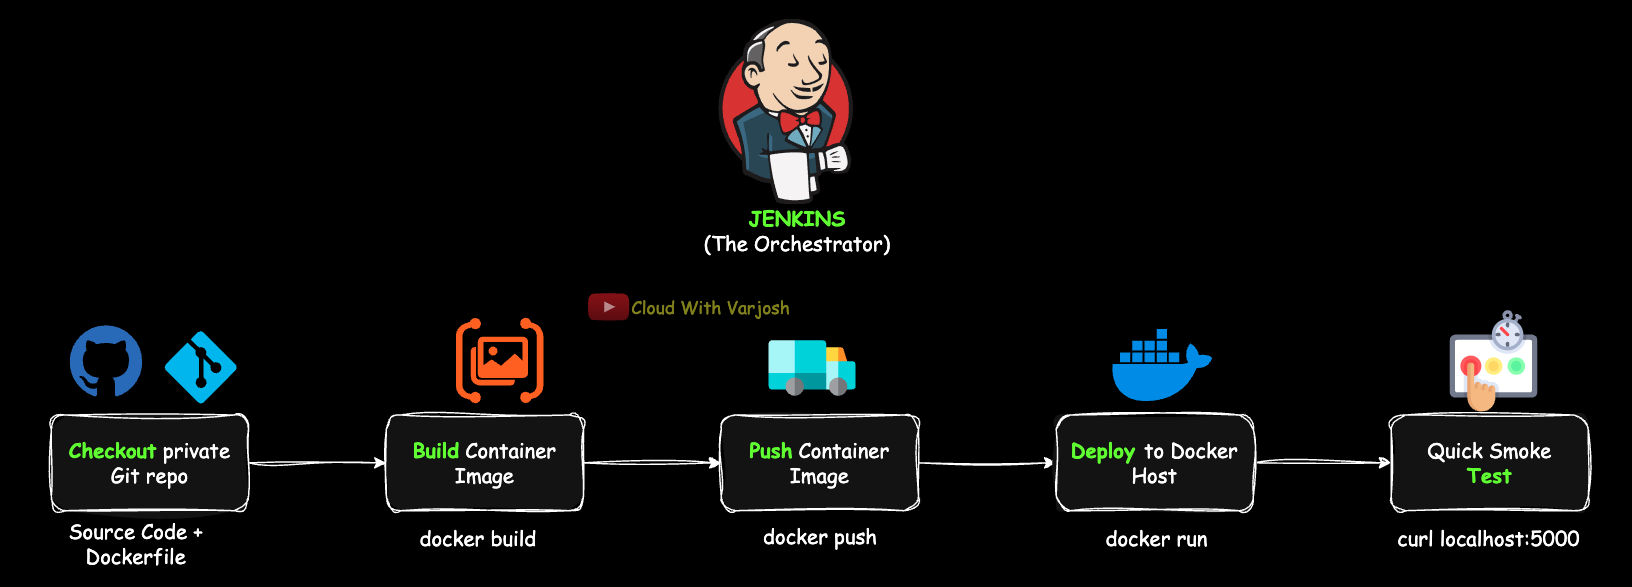 JENKINS
(The Orchestrator)
Cloud With Varjosh
Checkout private
Git repo
Source Code +
Dockerfile
Build Container
Image
docker build
Push Container
Image
docker push
Deploy to Docker
Host
docker run
Quick Smoke
Test
curl localhost:5000